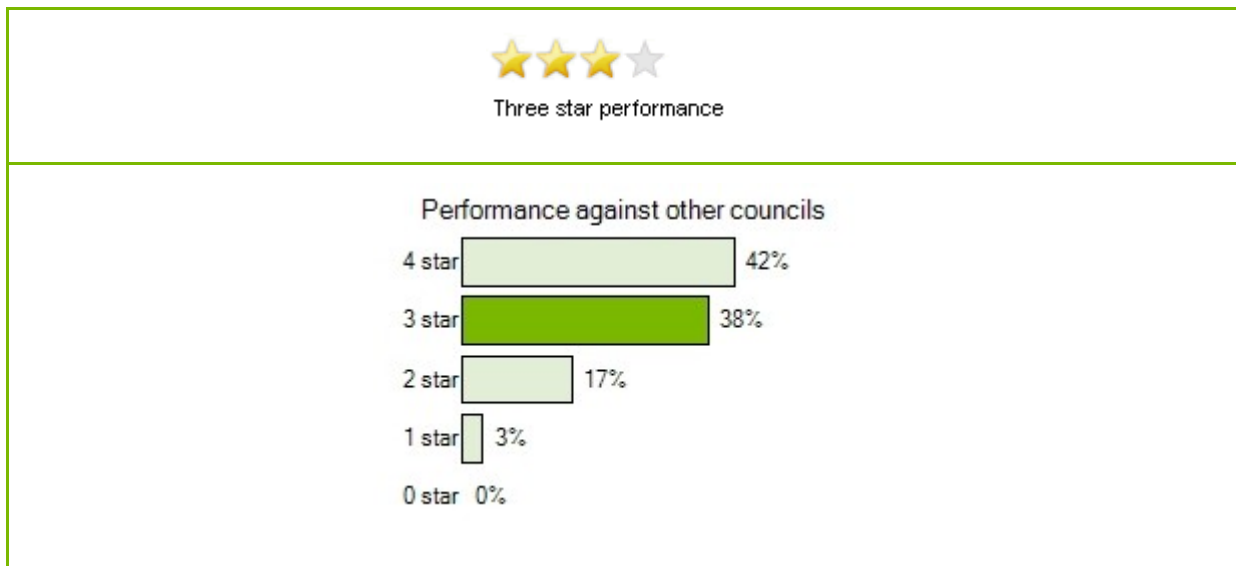 Three star performance
Performance against other councils
4 star 42%
3 star 38%
2 star 17%
1 star 3%
0 star 0%